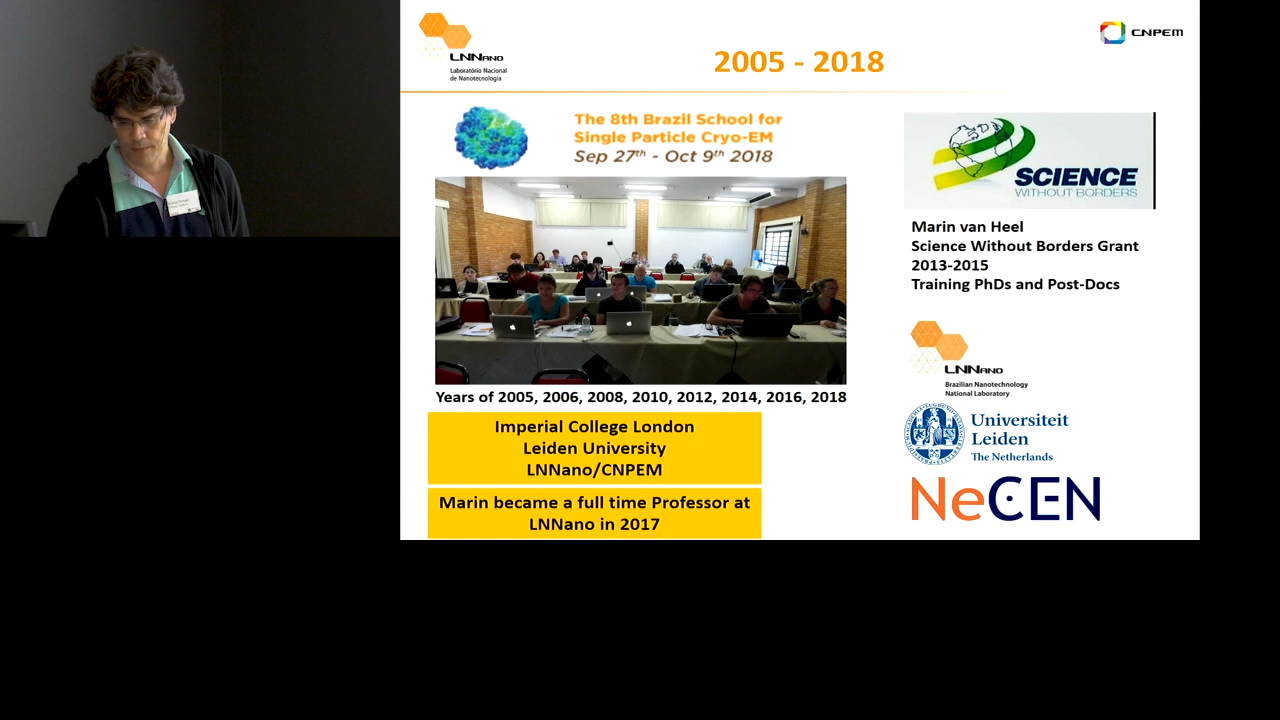 LNNANO
Laboratório Nacional
de Nanotecnologia
2005 - 2018
CNPEM
The 8th Brazil School for
Single Particle Cryo-EM
Sep 27th - Oct 9th 2018
SCIENCE
WITHOUT BORDERS
Marin van Heel
Science Without Borders Grant
2013-2015
Training PhDs and Post-Docs
Years of 2005, 2006, 2008, 2010, 2012, 2014, 2016, 2018
Imperial College London
Leiden University
LNNano/CNPEM
Marin became a full time Professor at
LNNano in 2017
LNNANO
Brazilian Nanotechnology
National Laboratory
Universiteit
Leiden
The Netherlands
NeCEN